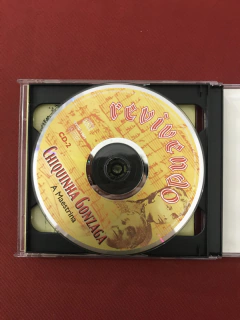 revivendo
CD-2
CHIQUINHA GONZAGA
A Maestrina